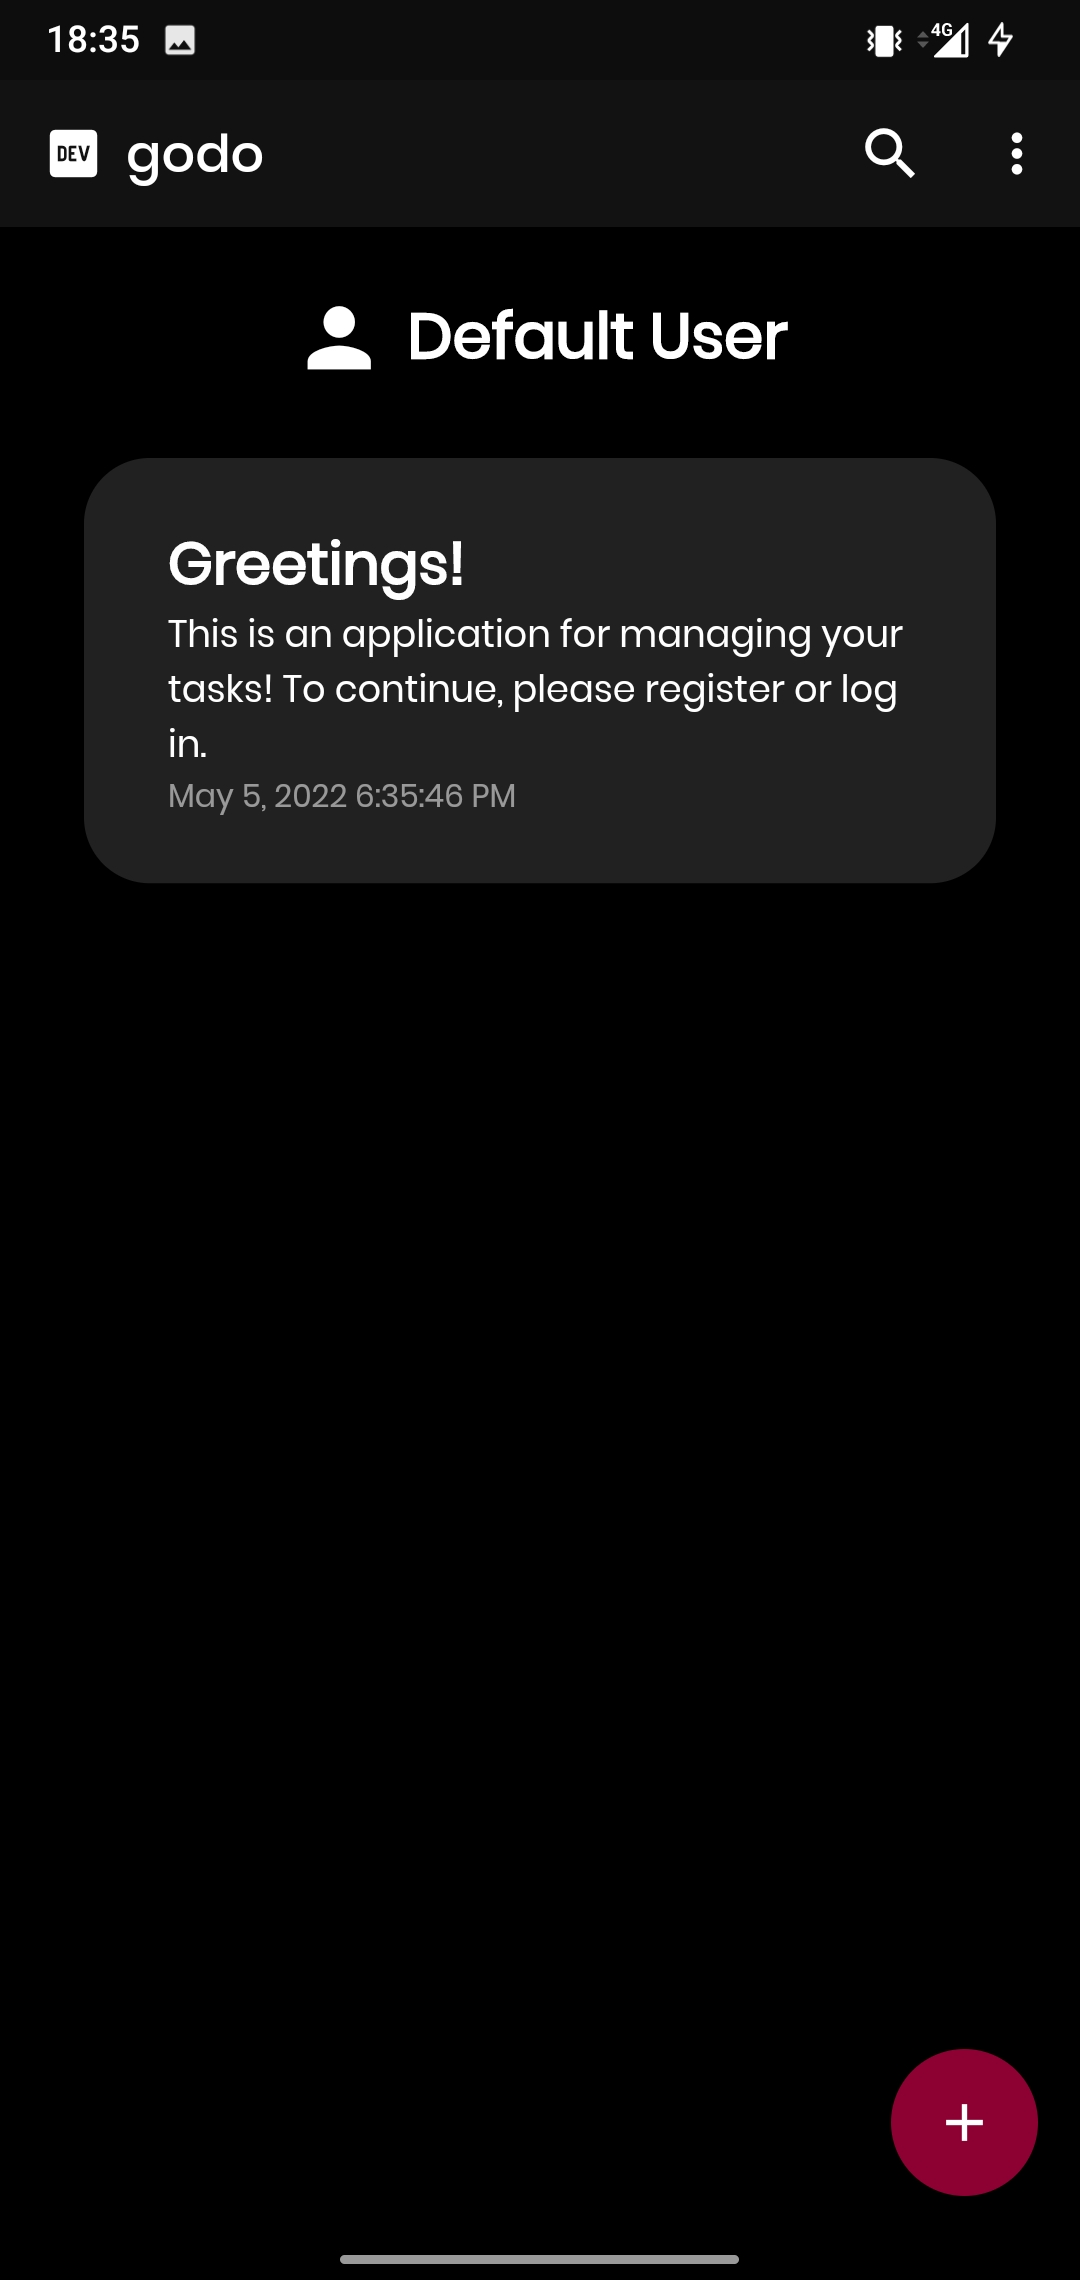 18:35
4G
DEV godo
Default User
Greetings!
This is an application for managing your
tasks! To continue, please register or log
in.
May 5, 2022 6:35:46 PM